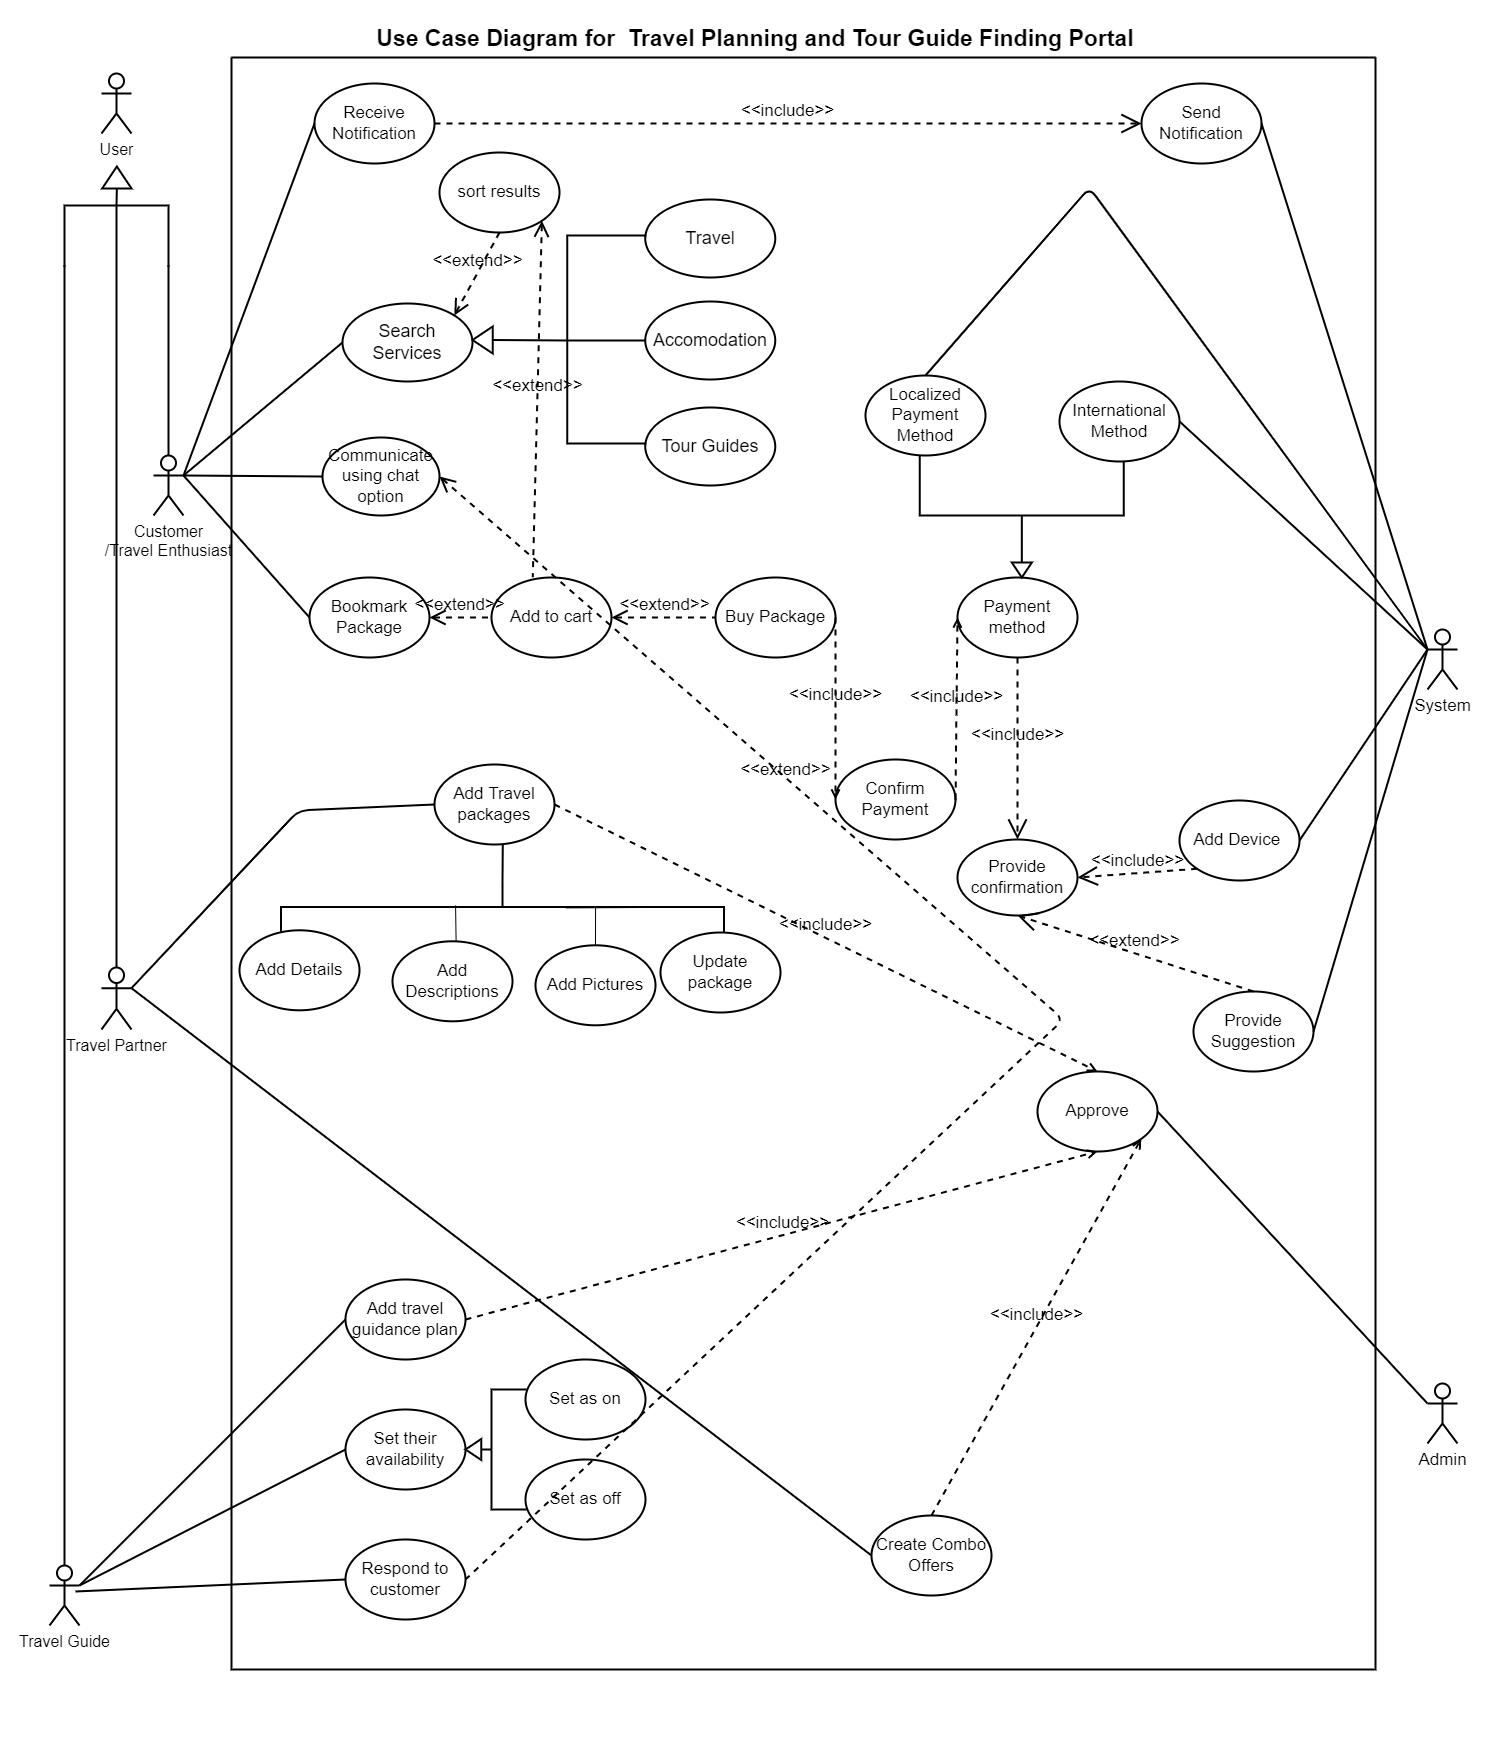 Use Case Diagram for  Travel Planning and Tour Guide Finding Portal
User
Receive
Notification
<<include>>
Send
Notification
sort results
<<extend>>
Travel
Search
Services
Accomodation
<<extend>>
Tour Guides
Localized
Payment
Method
International
Method
Communicate
using chat
option
Customer
/Travel Enthusiast
Bookmark
Package
<<extend>>
Add to cart
<<extend>>
Buy Package
Payment
method
<<include>>
<<include>>
<<include>>
System
<<extend>>
Add Travel
packages
Confirm
Payment
Add Device
<<include>>
Provide
confirmation
<<include>>
<<extend>>
Add Details
Add
Descriptions
Add Pictures
Update
package
Provide
Suggestion
Travel Partner
Approve
<<include>>
Add travel
guidance plan
<<include>>
Set as on
Set their
availability
Set as off
Admin
Create Combo
Offers
Respond to
customer
Travel Guide